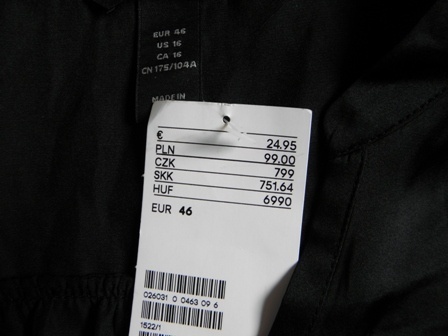 EUR 46
US 16
CA 16
CN 175/104A
MADE IN
€ 24.95
PLN 99.00
CZK 799
SKK 751.64
HUF 6990
EUR 46
026031 0 0463 09 6
1522/1